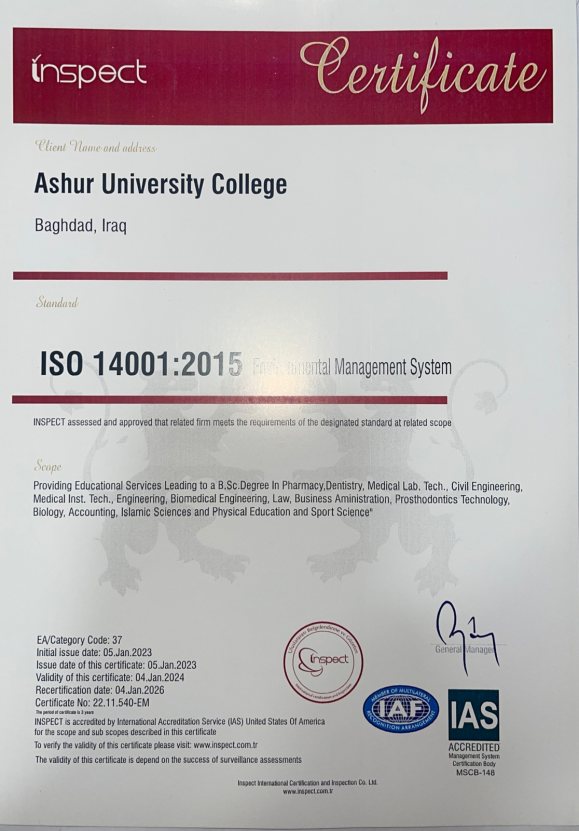 inspect
Certificate
Client Name and address
Ashur University College
Baghdad, Iraq
Standard
ISO 14001:2015 Environmental Management System
INSPECT assessed and approved that related firm meets the requirements of the designated standard at related scope
Scope
Providing Educational Services Leading to a B.Sc.Degree In Pharmacy,Dentistry, Medical Lab. Tech., Civil Engineering,
Medical Inst. Tech., Engineering, Biomedical Engineering, Law, Business Aministration, Prosthodontics Technology,
Biology, Accounting, Islamic Sciences and Physical Education and Sport Science"
EA/Category Code: 37
Initial issue date: 05.Jan.2023
Issue date of this certificate: 05.Jan.2023
Validity of this certificate: 04.Jan.2024
Recertification date: 04.Jan.2026
Certificate No: 22.11.540-EM
The period of certificate is 3 years
INSPECT is accredited by International Accreditation Service (IAS) United States Of America
for the scope and sub scopes described in this certificate
To verify the validity of this certificate please visit: www.inspect.com.tr
The validity of this certificate is depend on the success of surveillance assessments
inspect
General Manager
MEMBER OF MULTILATERAL
IAF
RECOGNITION ARRANGEMENT
IAS
ACCREDITED
Management System
Certification Body
MSCB-148
Inspect International Certification and Inspection Co. Ltd.
www.inspect.com.tr